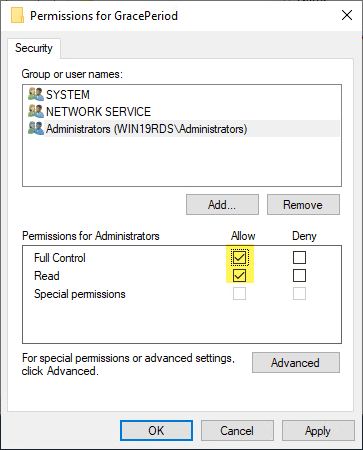 Permissions for GracePeriod
Security
Group or user names:
SYSTEM
NETWORK SERVICE
Administrators (WIN19RDS\Administrators)
Add...
Remove
Permissions for Administrators
Allow
Deny
Full Control
Read
Special permissions
For special permissions or advanced settings,
click Advanced.
Advanced
OK
Cancel
Apply